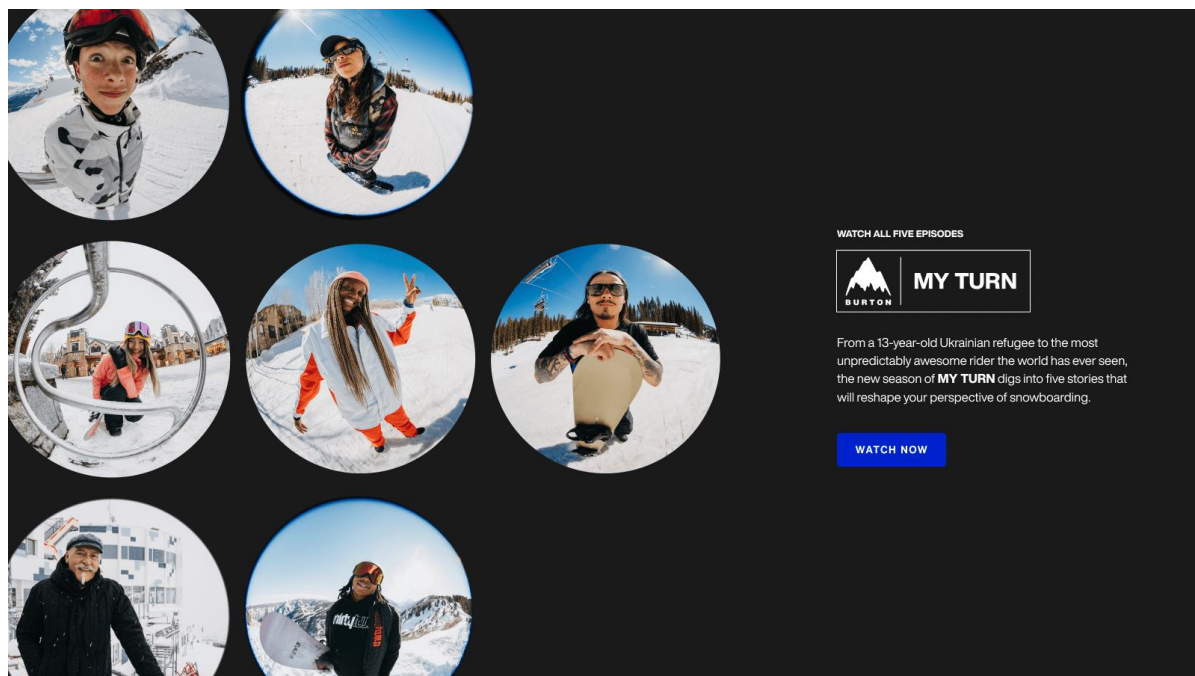 WATCH ALL FIVE EPISODES
BURTON
MY TURN
From a 13-year-old Ukrainian refugee to the most
unpredictably awesome rider the world has ever seen,
the new season of MY TURN digs into five stories that
will reshape your perspective of snowboarding.
WATCH NOW